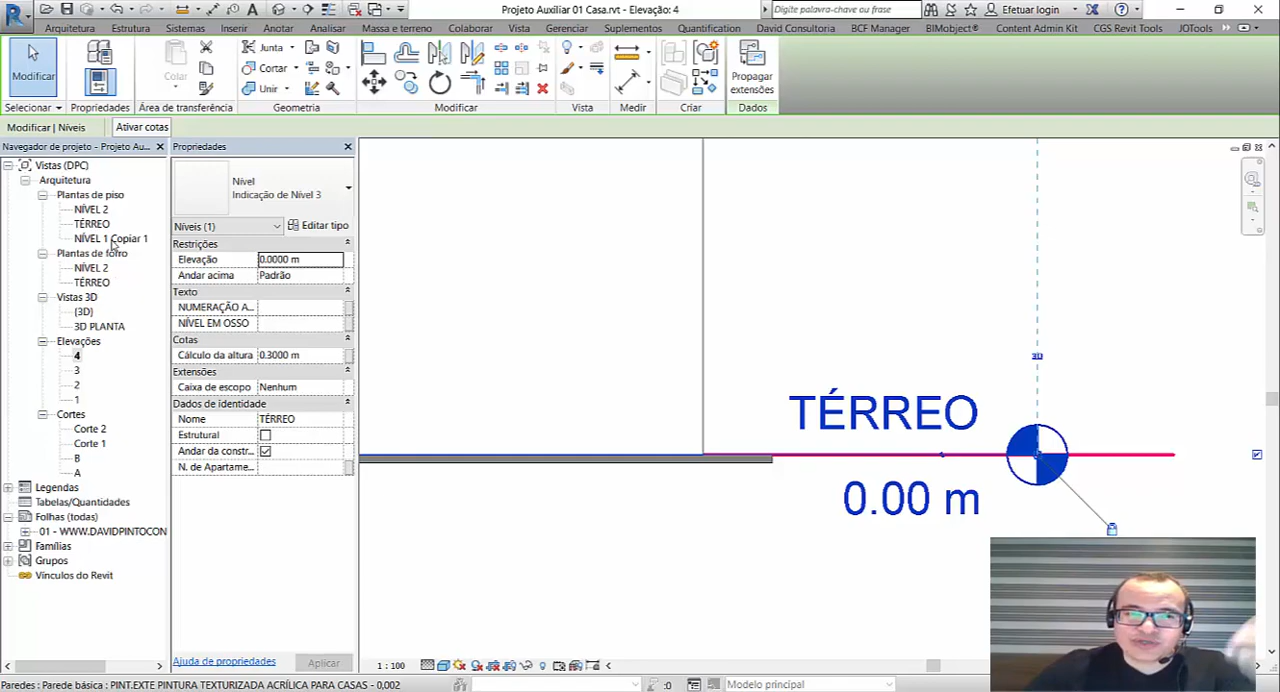 Projeto Auxiliar 01 Casa.rvt - Elevação: 4
Digite palavra-chave ou frase
Efetuar login
Arquitetura Estrutura Sistemas Inserir Anotar Analisar Massa e terreno Colaborar Vista Gerenciar Suplementos Quantification David Consultoria BCF Manager BIMobject® Content Admin Kit CGS Revit Tools JOTools
Modificar
Colar
Junta
Cortar
Unir
Propagar
extensões
Selecionar Propriedades Área de transferência Geometria Modificar Vista Medir Criar Dados
Modificar | Níveis
Ativar cotas
Navegador de projeto - Projeto Au...
Vistas (DPC)
Arquitetura
Plantas de piso
NÍVEL 2
TÉRREO
NÍVEL 1 Copiar 1
Plantas de forro
NÍVEL 2
TÉRREO
Vistas 3D
{3D}
3D PLANTA
Elevações
4
3
2
1
Cortes
Corte 2
Corte 1
B
A
Legendas
Tabelas/Quantidades
Folhas (todas)
01 - WWW.DAVIDPINTOCON
Famílias
Grupos
Vínculos do Revit
Propriedades
Nível
Indicação de Nível 3
Níveis (1)
Editar tipo
Restrições
Elevação 0.0000 m
Andar acima Padrão
Texto
NUMERAÇÃO A...
NÍVEL EM OSSO
Cotas
Cálculo da altura 0.3000 m
Extensões
Caixa de escopo Nenhum
Dados de identidade
Nome TÉRREO
Estrutural
Andar da constr...
N. de Apartame...
Ajuda de propriedades
Aplicar
3D
TÉRREO
0.00 m
1 : 100
Paredes: Parede básica : PINT.EXTE PINTURA TEXTURIZADA ACRÍLICA PARA CASAS - 0,002
:0
Modelo principal